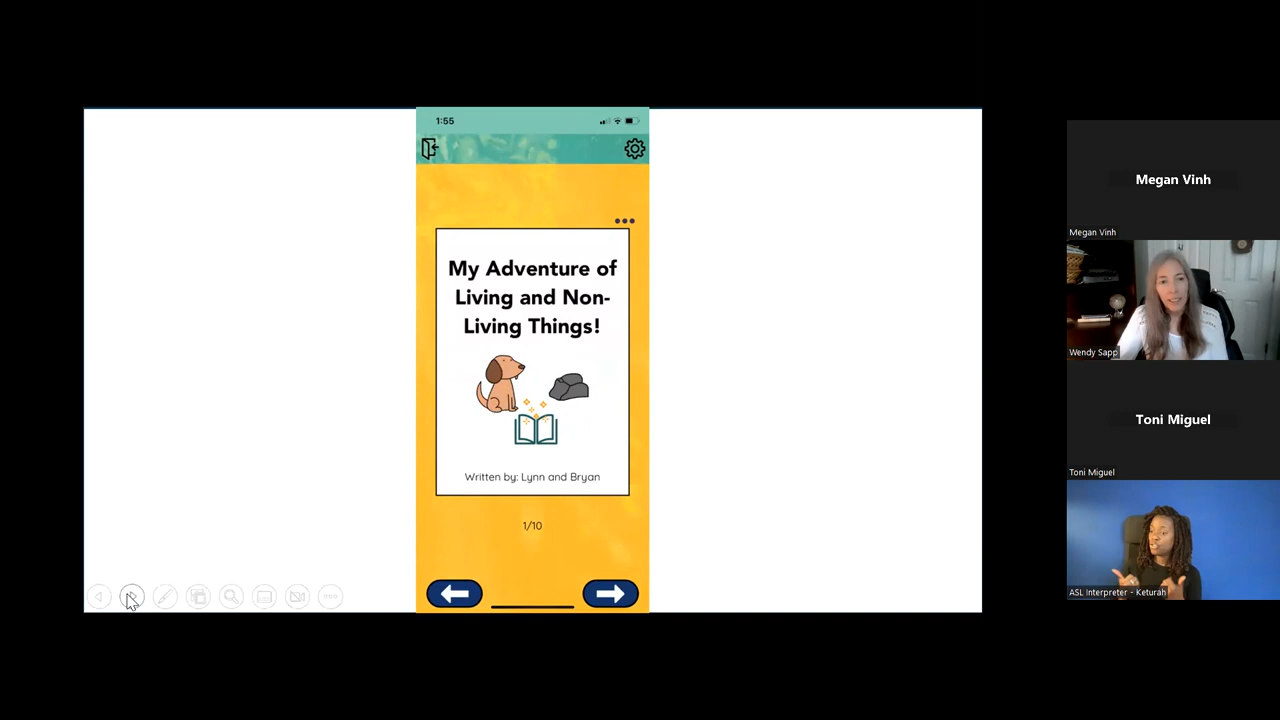 1:55
My Adventure of
Living and Non-
Living Things!
Written by: Lynn and Bryan
1/10
Megan Vinh
Megan Vinh
Wendy Sapp
Toni Miguel
Toni Miguel
ASL Interpreter - Keturah